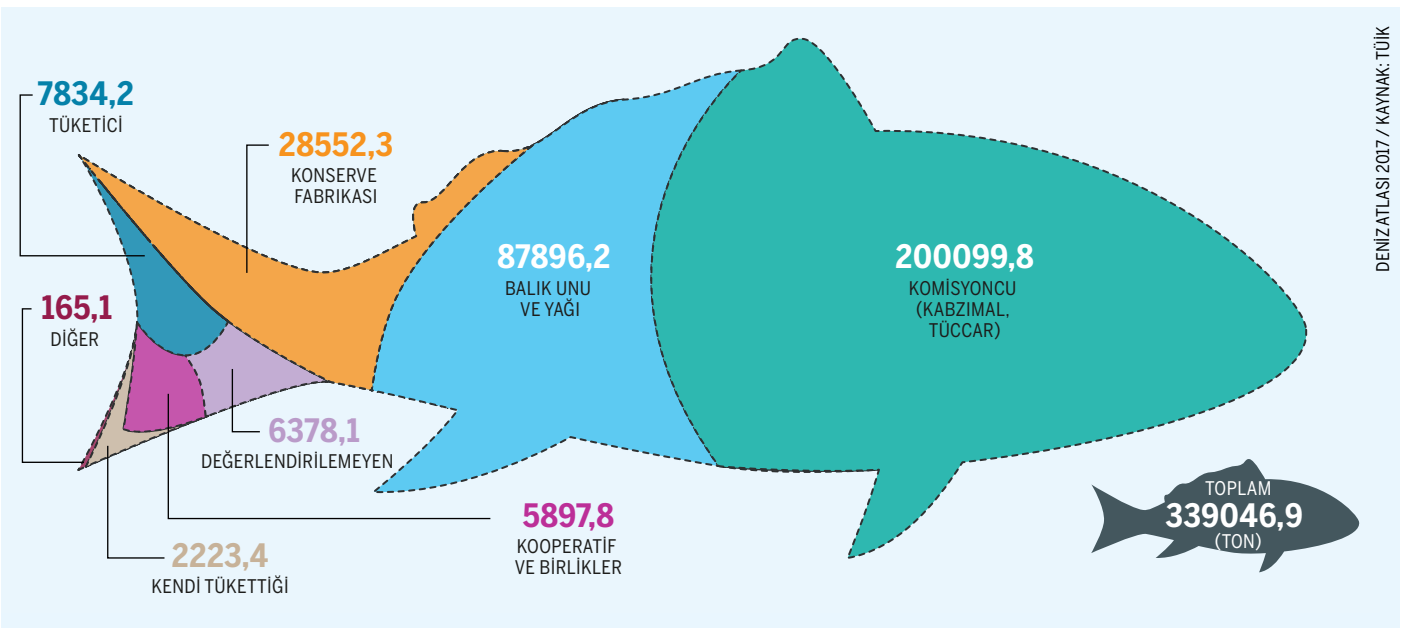 7834,2
TÜKETİCİ
28552,3
KONSERVE
FABRIKASI
87896,2
BALIK UNU
VE YAĞI
200099,8
KOMİSYONCU
(KABZIMAL,
TÜCCAR)
165,1
DİĞER
6378,1
DEĞERLENDİRİLEMEYEN
5897,8
KOOPERATİF
VE BİRLİKLER
2223,4
KENDİ TÜKETTİĞİ
TOPLAM
339046,9
(TON)
DENİZ ATLASI 2017 / KAYNAK: TÜİK